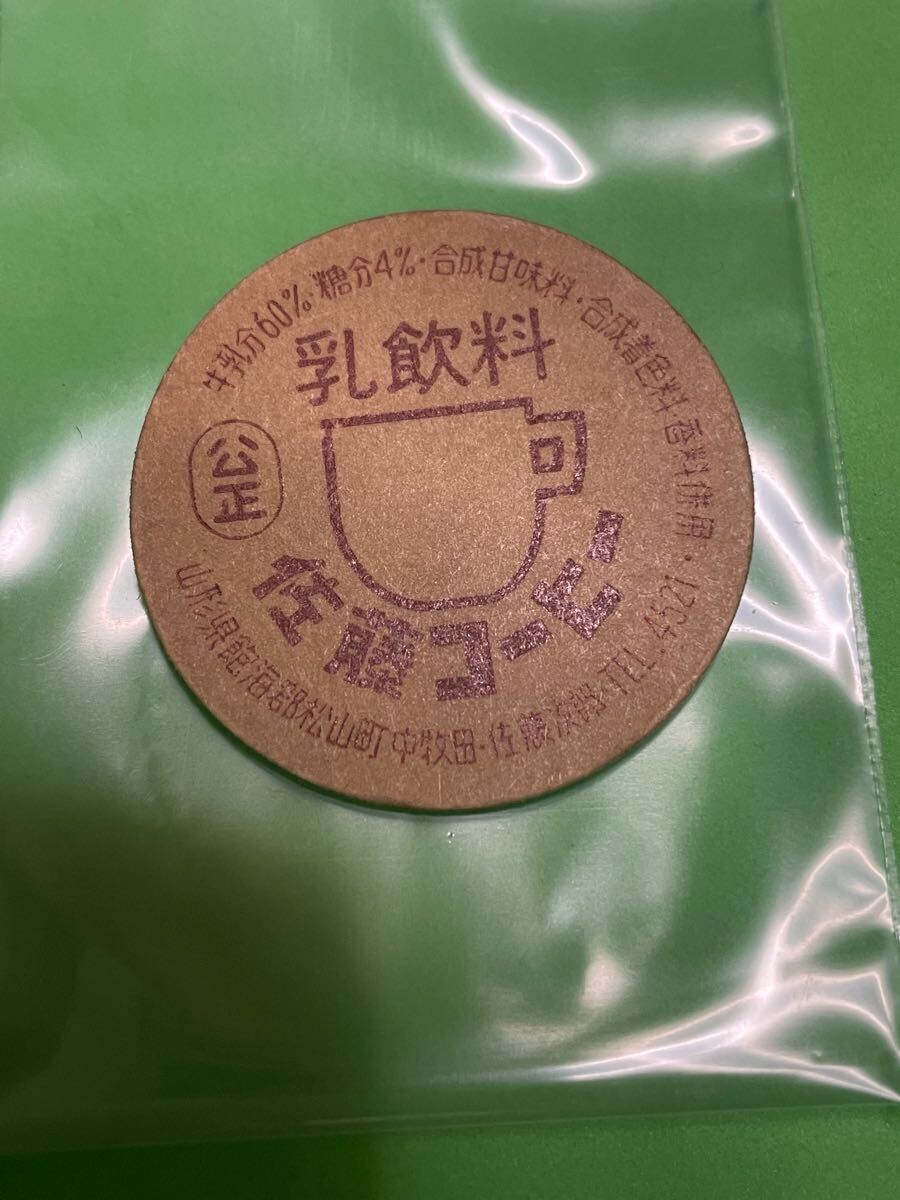 牛乳分60%・糖分4%・合成甘味料・合成着色料・香料併用・
乳飲料
公正
佐藤コーヒー
山形県飽海郡松山町中牧田・佐藤次郎・TEL.4521